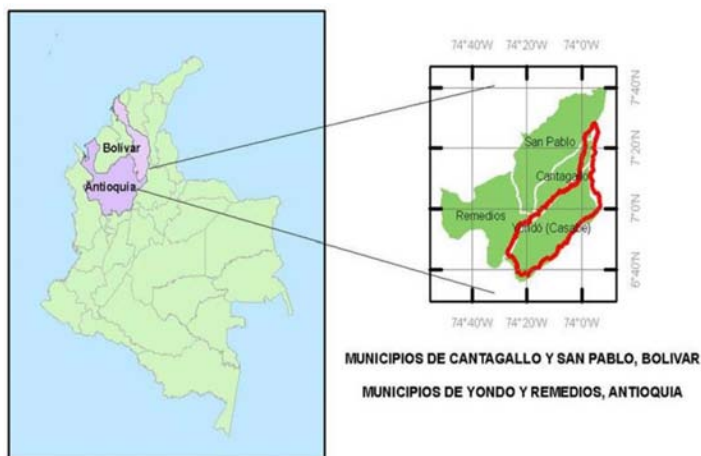 Bolívar
Antioquia
74°40'W 74°20'W 74°0'W
7°40'N
San Pablo
7°20'N
Cantagallo
Remedios
7°0'N
Yondó (Casabe)
6°40'N
74°40'W 74°20'W 74°0'W
MUNICIPIOS DE CANTAGALLO Y SAN PABLO, BOLIVAR
MUNICIPIOS DE YONDO Y REMEDIOS, ANTIOQUIA